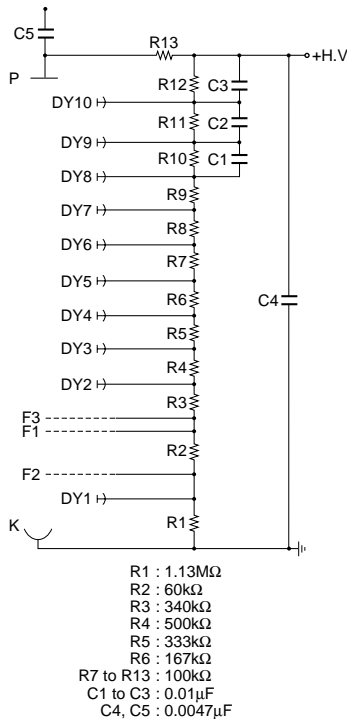 C5
R13
+H.V
P
R12
C3
DY10
R11
C2
DY9
R10
C1
DY8
R9
DY7
R8
DY6
R7
DY5
R6
C4
DY4
R5
DY3
R4
DY2
R3
F3
F1
R2
F2
DY1
K
R1
R1 : 1.13MΩ
R2 : 60kΩ
R3 : 340kΩ
R4 : 500kΩ
R5 : 333kΩ
R6 : 167kΩ
R7 to R13 : 100kΩ
C1 to C3 : 0.01µF
C4, C5 : 0.0047µF